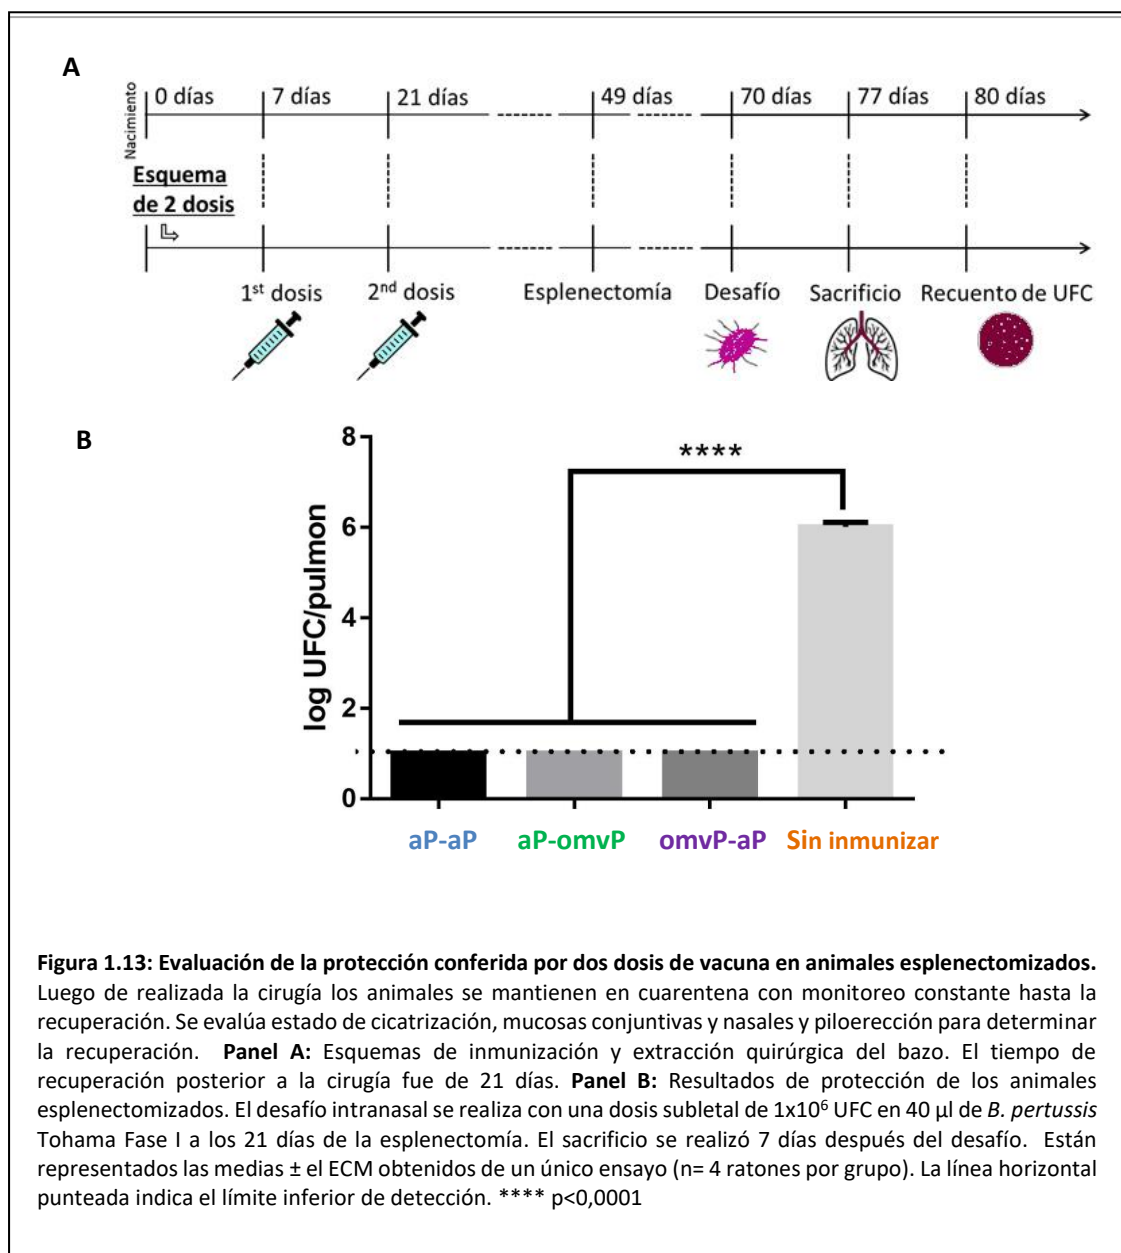 A
Nacimiento
0 días 7 días 21 días 49 días 70 días 77 días 80 días
Esquema
de 2 dosis
1st dosis 2nd dosis Esplenectomía Desafío Sacrificio Recuento de UFC
B
log UFC/pulmon
8
6
4
2
0
****
aP-aP aP-omvP omvP-aP Sin inmunizar
Figura 1.13: Evaluación de la protección conferida por dos dosis de vacuna en animales esplenectomizados.
Luego de realizada la cirugía los animales se mantienen en cuarentena con monitoreo constante hasta la
recuperación. Se evalúa estado de cicatrización, mucosas conjuntivas y nasales y piloerección para determinar
la recuperación. Panel A: Esquemas de inmunización y extracción quirúrgica del bazo. El tiempo de
recuperación posterior a la cirugía fue de 21 días. Panel B: Resultados de protección de los animales
esplenectomizados. El desafío intranasal se realiza con una dosis subletal de 1x10⁶ UFC en 40 µl de B. pertussis
Tohama Fase I a los 21 días de la esplenectomía. El sacrificio se realizó 7 días después del desafío. Están
representados las medias ± el ECM obtenidos de un único ensayo (n= 4 ratones por grupo). La línea horizontal
punteada indica el límite inferior de detección. **** p<0,0001